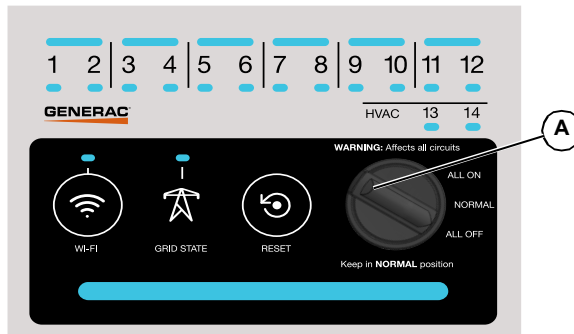 1 2 3 4 5 6 7 8 9 10 11 12
GENERAC
HVAC 13 14
A
WARNING: Affects all circuits
ALL ON
NORMAL
ALL OFF
WI-FI GRID STATE RESET
Keep in NORMAL position